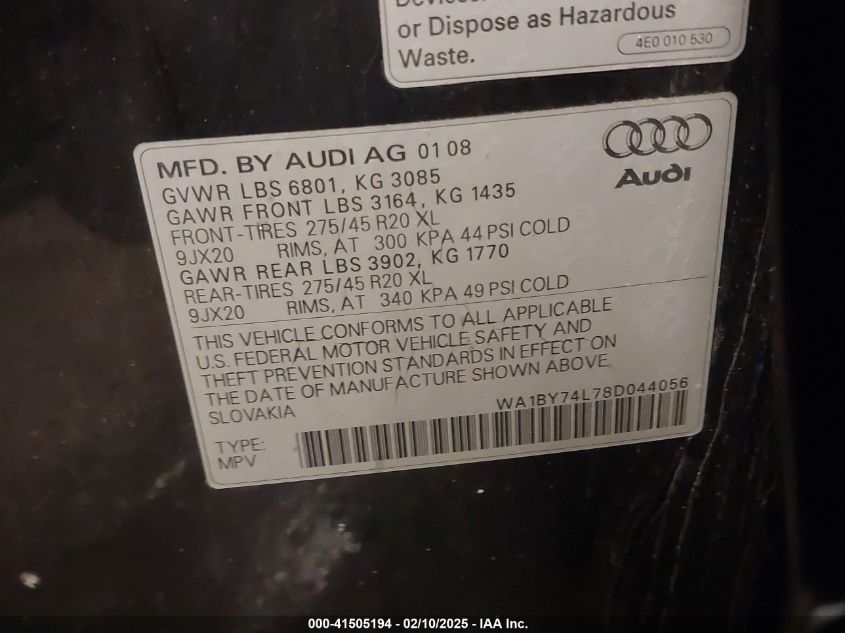 or Dispose as Hazardous
Waste.
4E0 010 530
MFD. BY AUDI AG 01 08
Audi
GVWR LBS 6801, KG 3085
GAWR FRONT LBS 3164, KG 1435
FRONT-TIRES 275/45 R20 XL
9JX20 RIMS, AT 300 KPA 44 PSI COLD
GAWR REAR LBS 3902, KG 1770
REAR-TIRES 275/45 R20 XL
9JX20 RIMS, AT 340 KPA 49 PSI COLD
THIS VEHICLE CONFORMS TO ALL APPLICABLE
U.S. FEDERAL MOTOR VEHICLE SAFETY AND
THEFT PREVENTION STANDARDS IN EFFECT ON
THE DATE OF MANUFACTURE SHOWN ABOVE.
SLOVAKIA
WA1BY74L78D044056
TYPE:
MPV
000-41505194 - 02/10/2025 - IAA Inc.